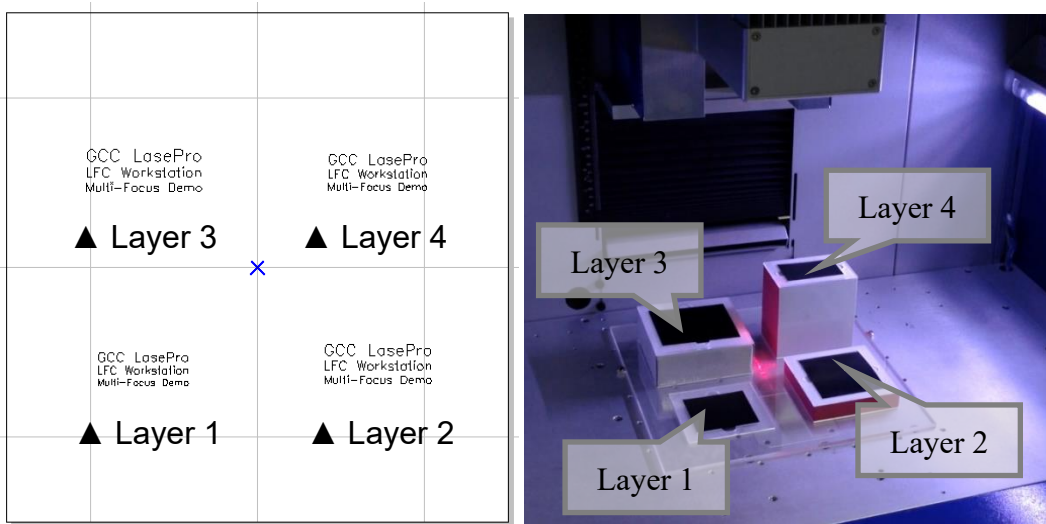 GCC LasePro
LFC Workstation
Multi-Focus Demo
▲ Layer 3
GCC LasePro
LFC Workstation
Multi-Focus Demo
▲ Layer 4
GCC LasePro
LFC Workstation
Multi-Focus Demo
▲ Layer 1
GCC LasePro
LFC Workstation
Multi-Focus Demo
▲ Layer 2
Layer 4
Layer 3
Layer 2
Layer 1